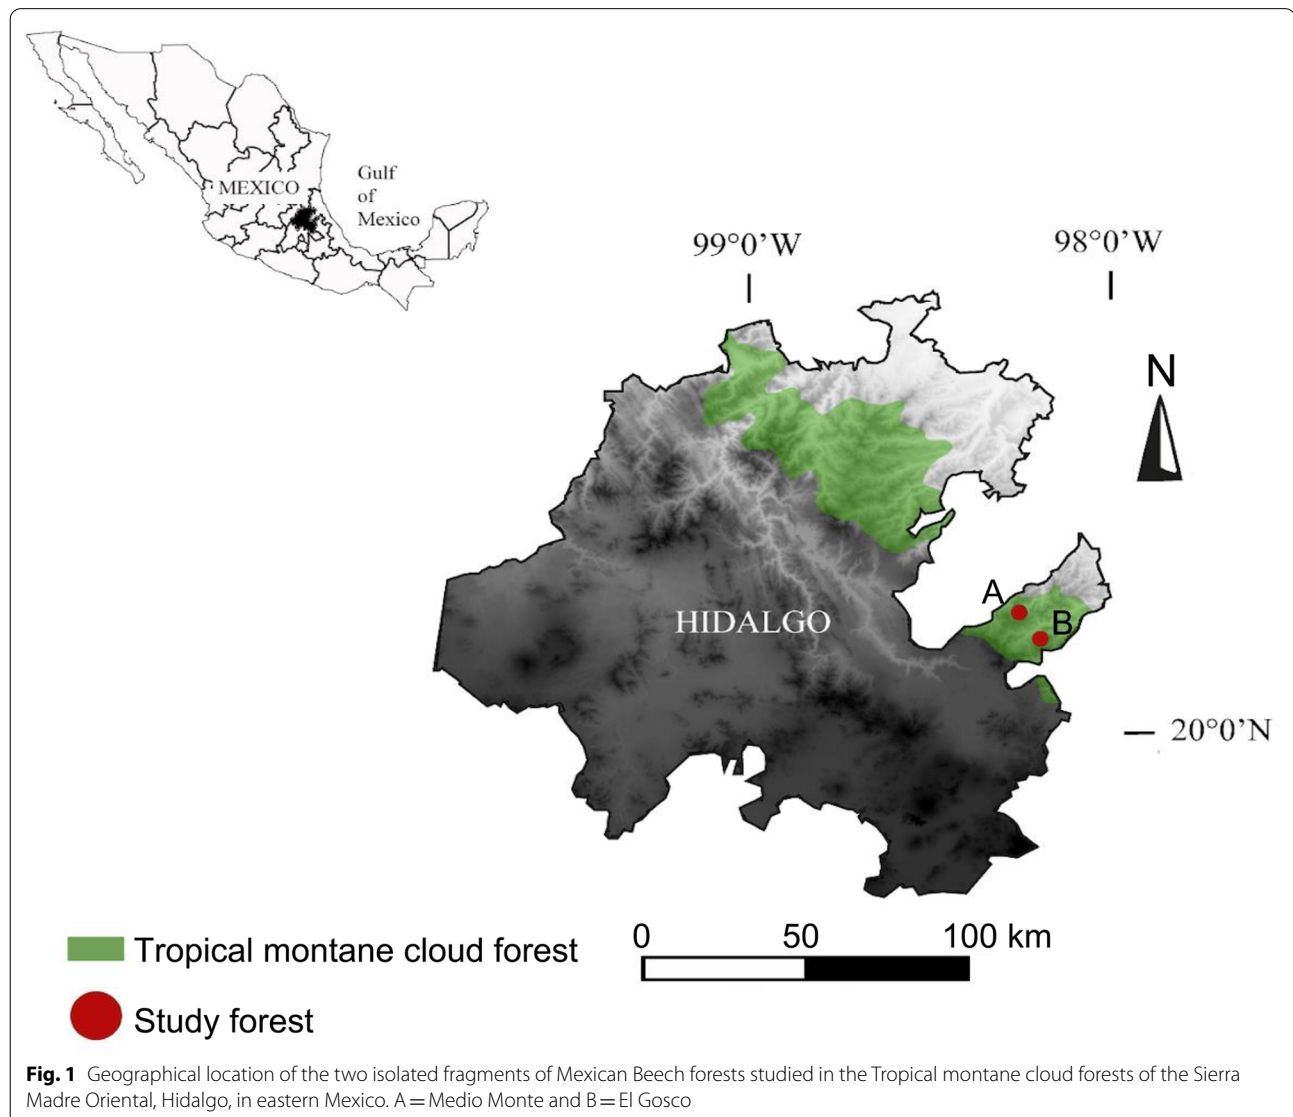 MEXICO
Gulf
of
Mexico
99°0’W
98°0’W
N
A
B
HIDALGO
20°0’N
Tropical montane cloud forest
0 50 100 km
Study forest
Fig. 1 Geographical location of the two isolated fragments of Mexican Beech forests studied in the Tropical montane cloud forests of the Sierra
Madre Oriental, Hidalgo, in eastern Mexico. A = Medio Monte and B = El Gosco